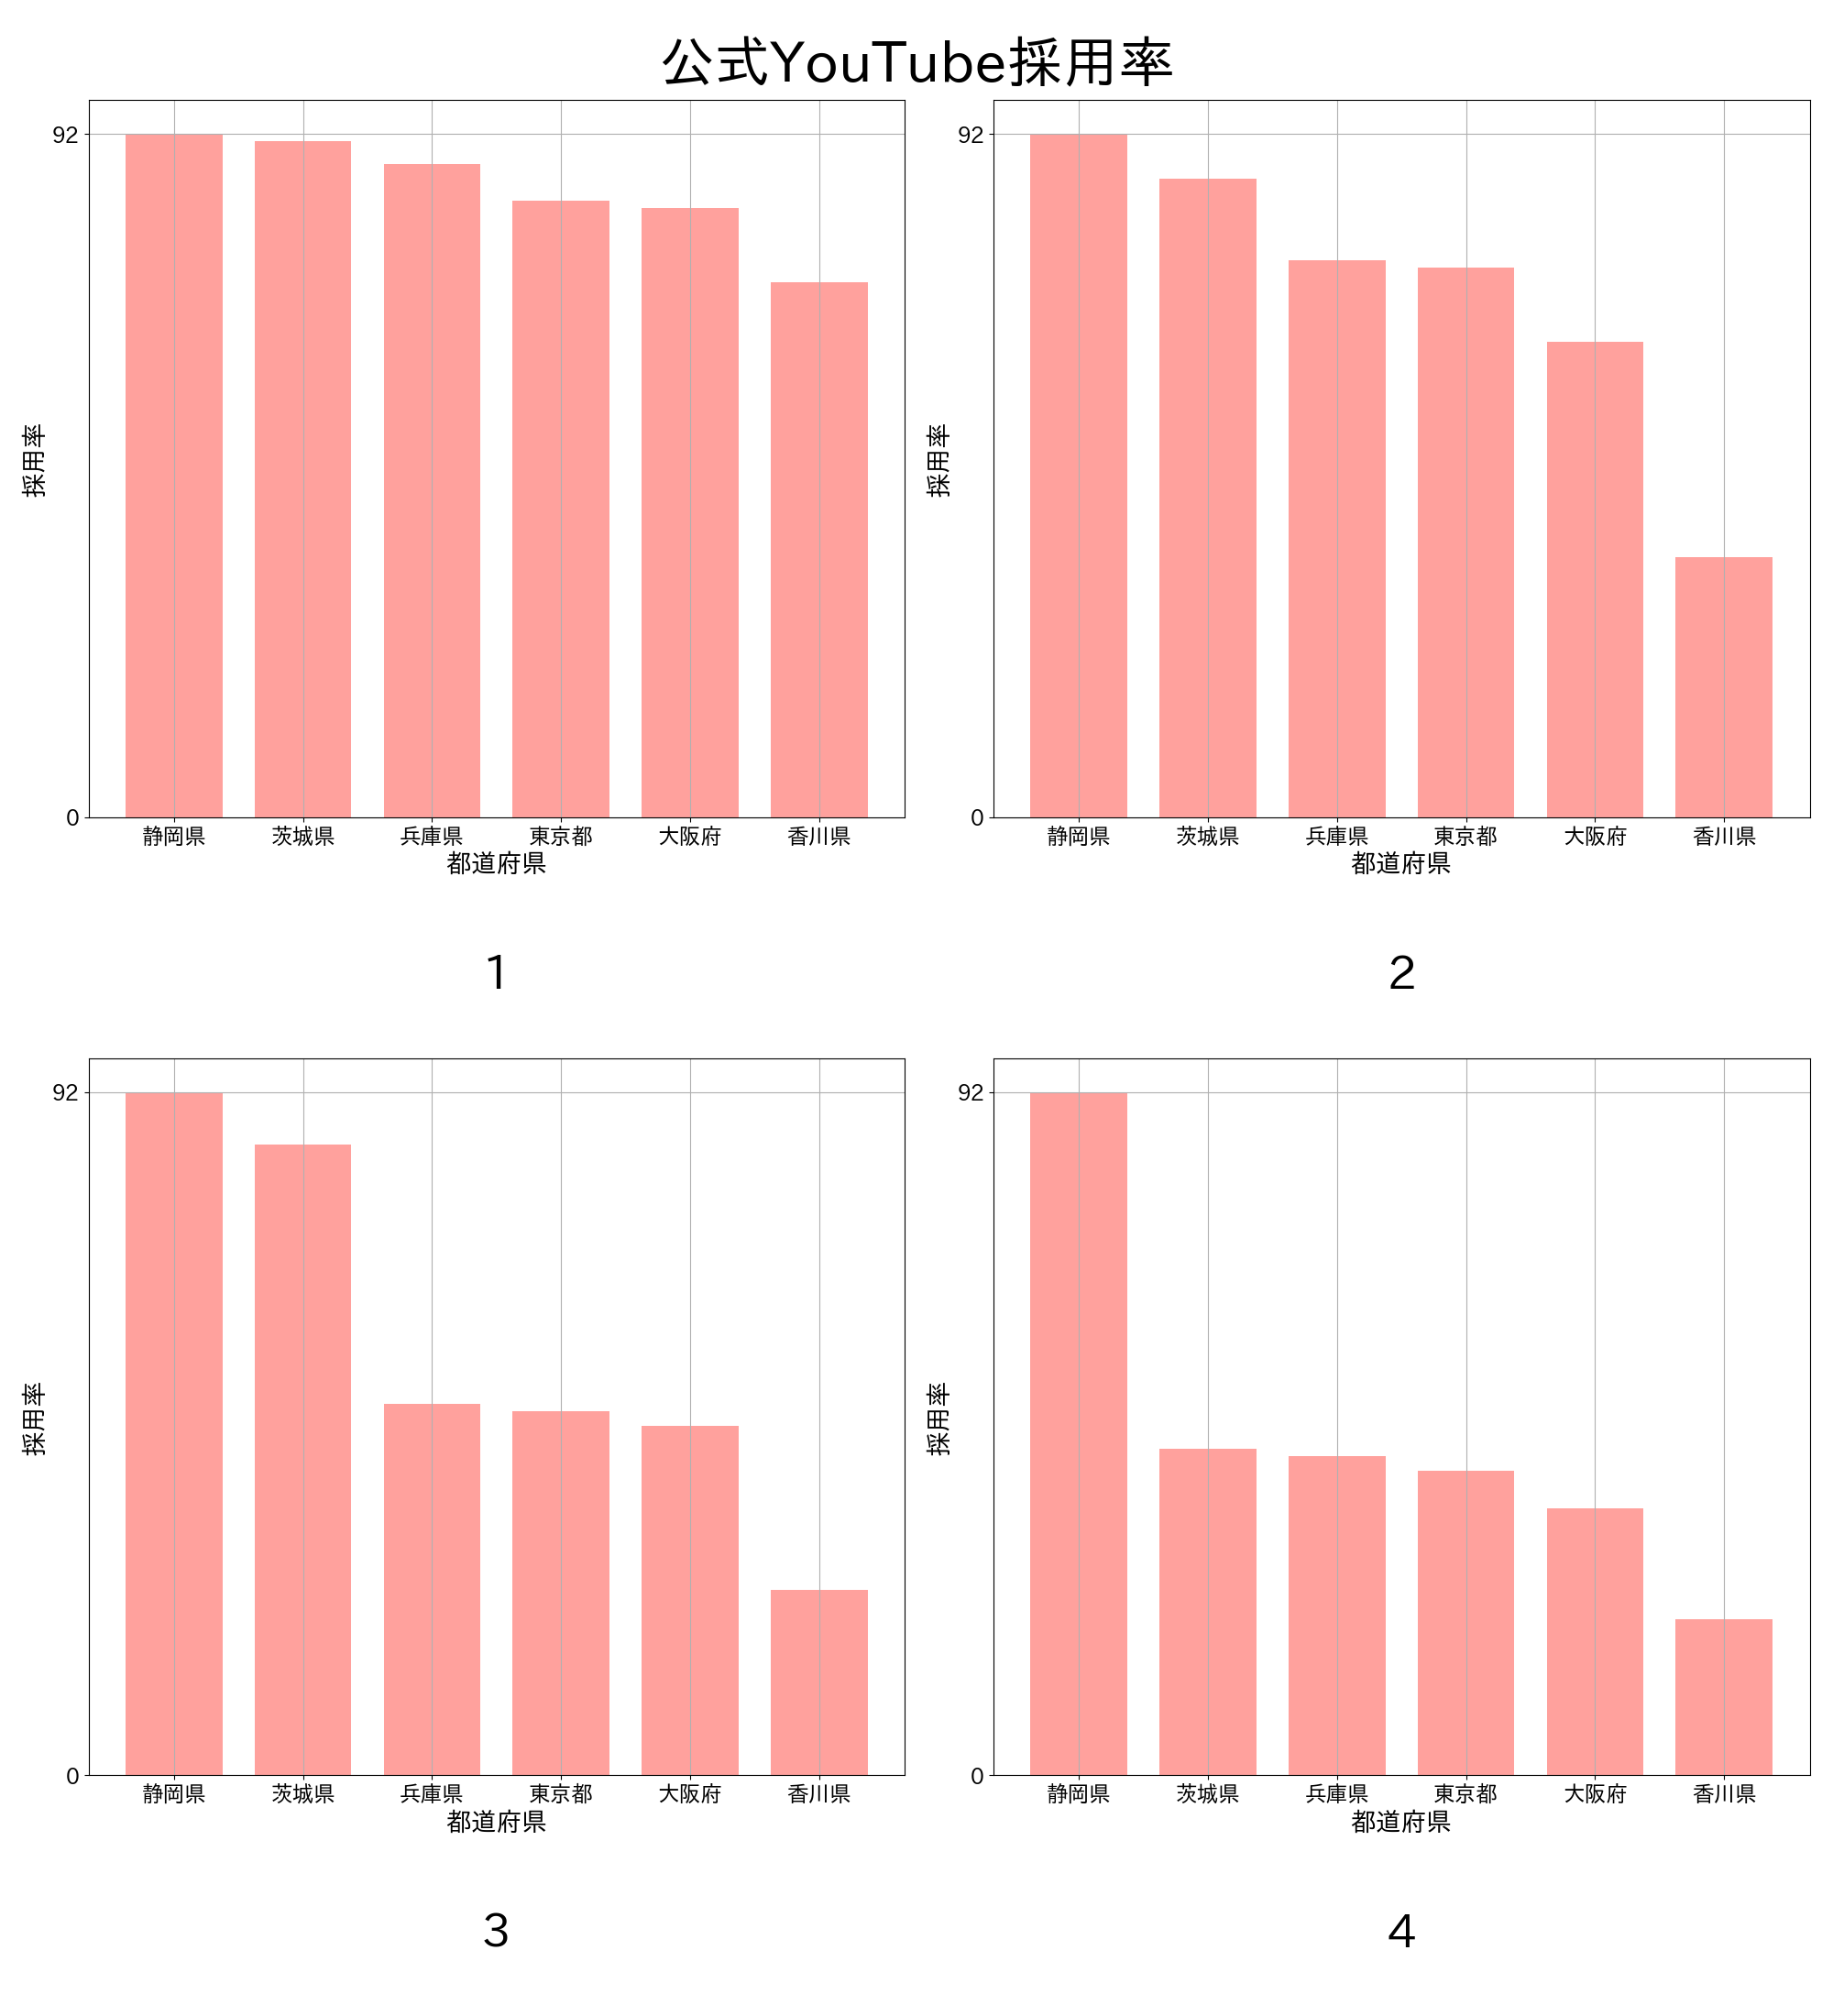 公式YouTube採用率
92
0
採用率
静岡県 茨城県 兵庫県 東京都 大阪府 香川県
都道府県
1
92
0
採用率
静岡県 茨城県 兵庫県 東京都 大阪府 香川県
都道府県
2
92
0
採用率
静岡県 茨城県 兵庫県 東京都 大阪府 香川県
都道府県
3
92
0
採用率
静岡県 茨城県 兵庫県 東京都 大阪府 香川県
都道府県
4